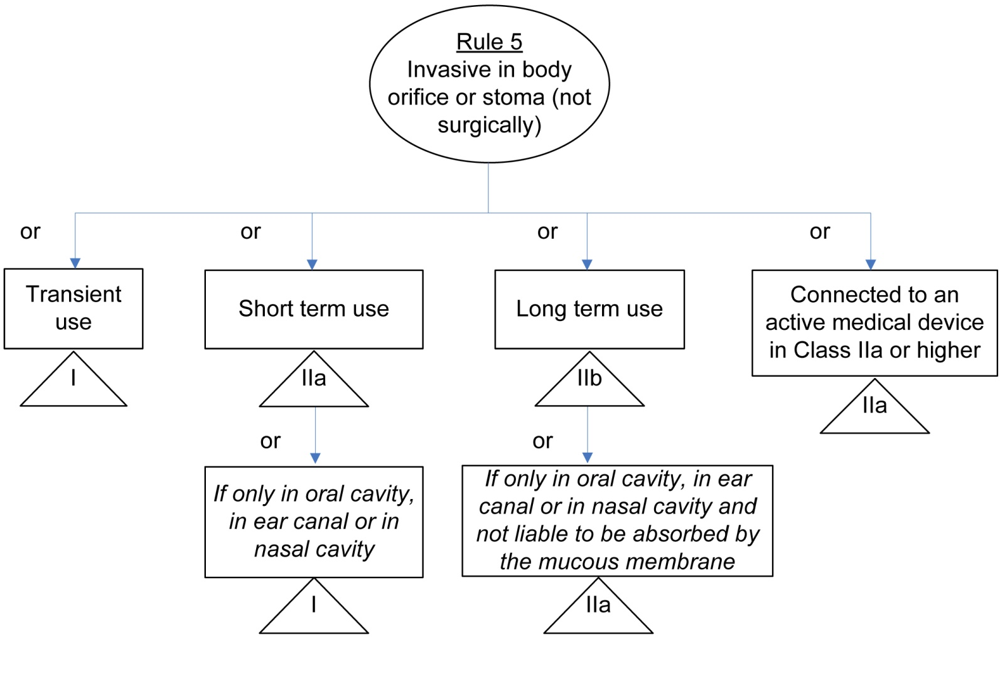 Rule 5
Invasive in body
orifice or stoma (not
surgically)
or
or
or
or
Transient
use
I
Short term use
IIa
Long term use
IIb
Connected to an
active medical device
in Class IIa or higher
IIa
or
If only in oral cavity,
in ear canal or in
nasal cavity
I
or
If only in oral cavity, in ear
canal or in nasal cavity and
not liable to be absorbed by
the mucous membrane
IIa